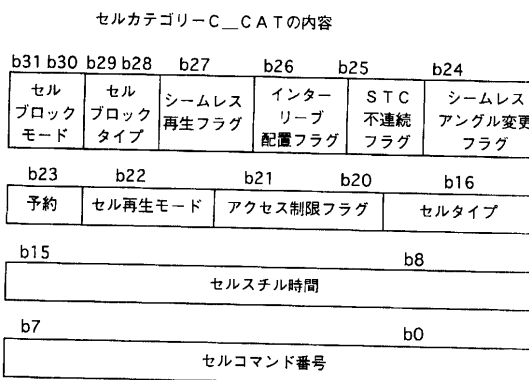 セルカテゴリーC__CATの内容
b31 b30 b29 b28 b27 b26 b25 b24
セル セル シームレス インター STC シームレス
ブロック ブロック 再生フラグ リーブ 不連続 アングル変更
モード タイプ 配置フラグ フラグ フラグ
b23 b22 b21 b20 b16
予約 セル再生モード アクセス制限フラグ セルタイプ
b15 b8
セルスチル時間
b7 b0
セルコマンド番号